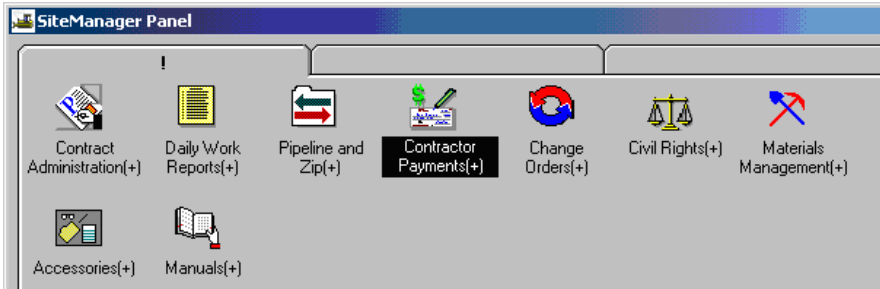 SiteManager Panel
!
Contract Administration(+)
Daily Work Reports(+)
Pipeline and Zip(+)
Contractor Payments(+)
Change Orders(+)
Civil Rights(+)
Materials Management(+)
Accessories(+)
Manuals(+)